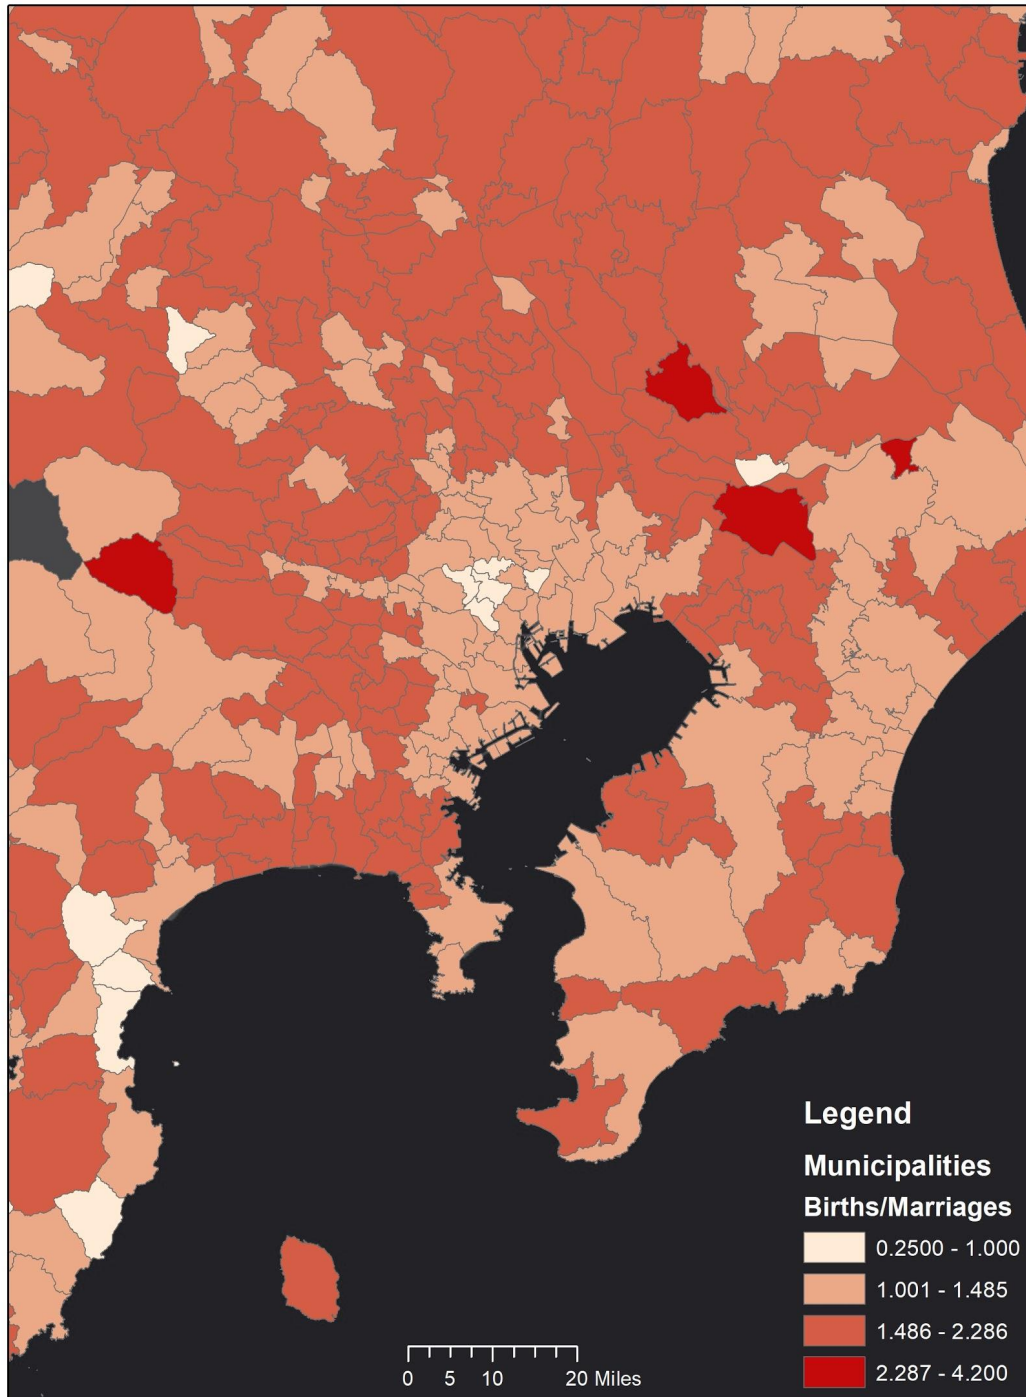 Legend
Municipalities
Births/Marriages
0.2500 - 1.000
1.001 - 1.485
1.486 - 2.286
2.287 - 4.200
0 5 10 20 Miles